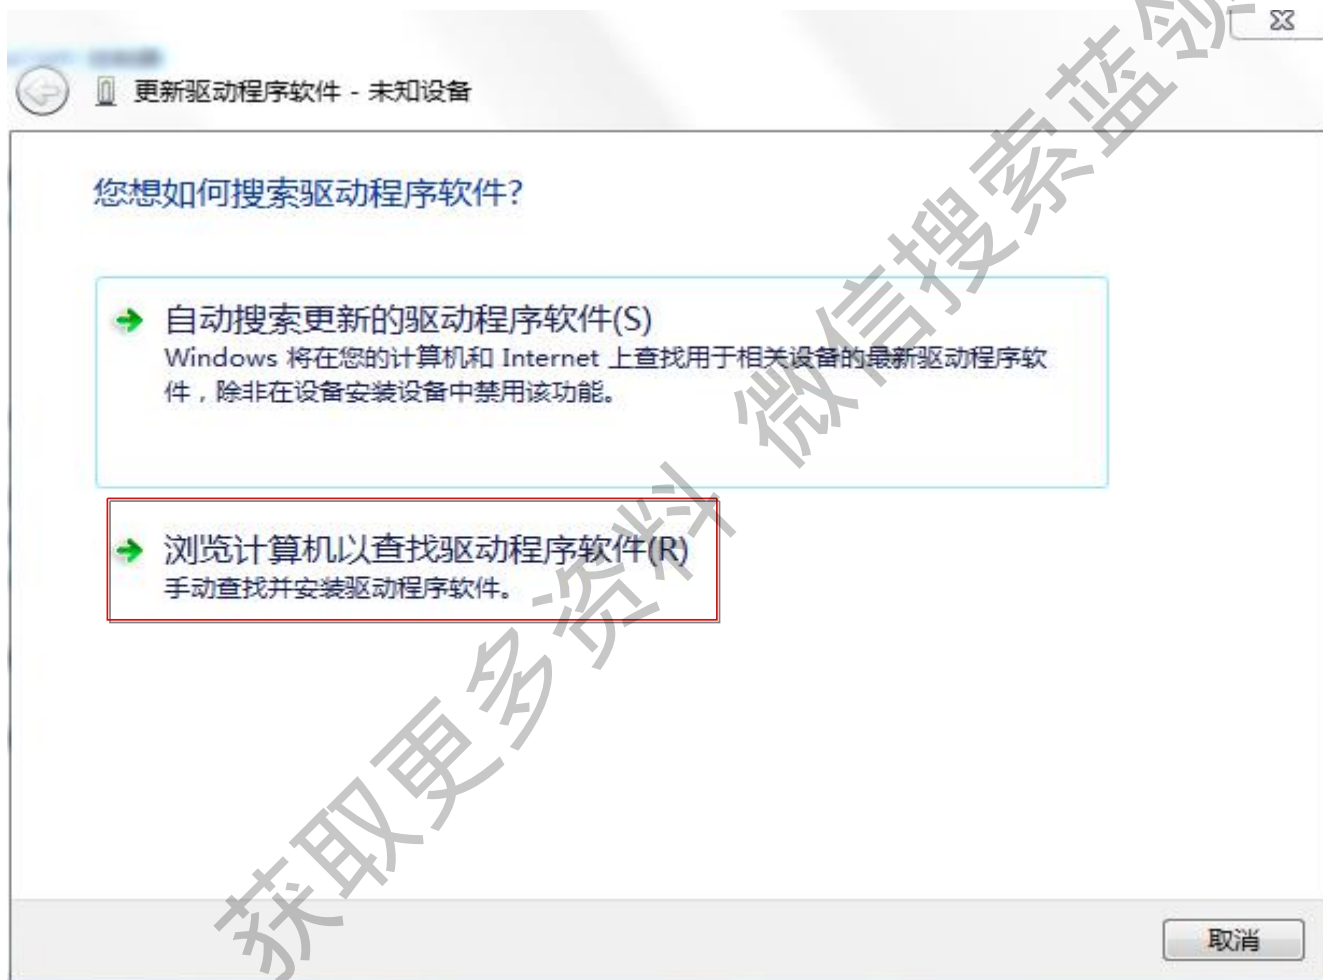 更新驱动程序软件 - 未知设备
您想如何搜索驱动程序软件?
自动搜索更新的驱动程序软件(S)
Windows 将在您的计算机和 Internet 上查找用于相关设备的最新驱动程序软
件，除非在设备安装设备中禁用该功能。
浏览计算机以查找驱动程序软件(R)
手动查找并安装驱动程序软件。
取消
获取更多资料 微信搜索蓝领